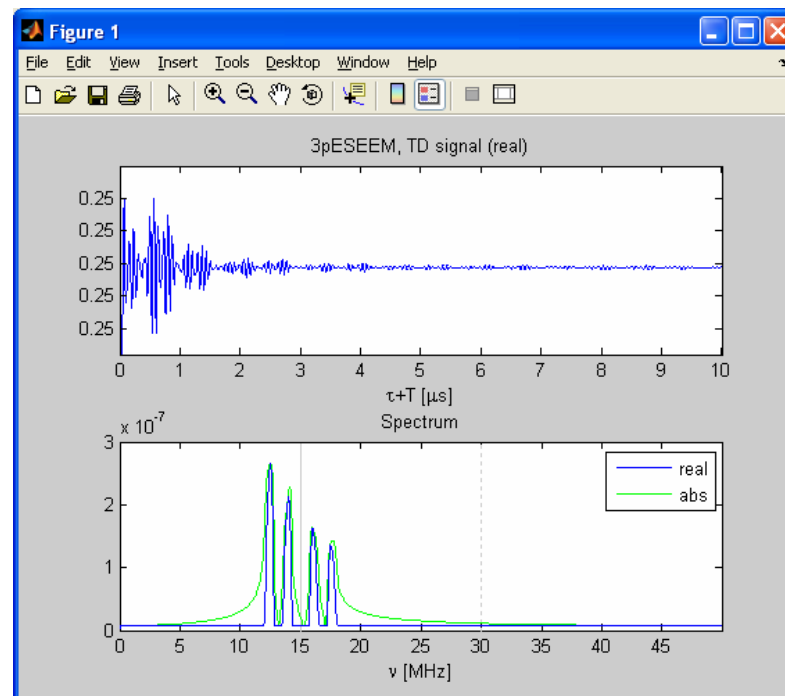 Figure 1
File Edit View Insert Tools Desktop Window Help
3pESEEM, TD signal (real)
0.25
0.25
0.25
0.25
0.25
0 1 2 3 4 5 6 7 8 9 10
τ+T [μs]
x 10^-7
Spectrum
3
2
1
0
real
abs
0 5 10 15 20 25 30 35 40 45
ν [MHz]